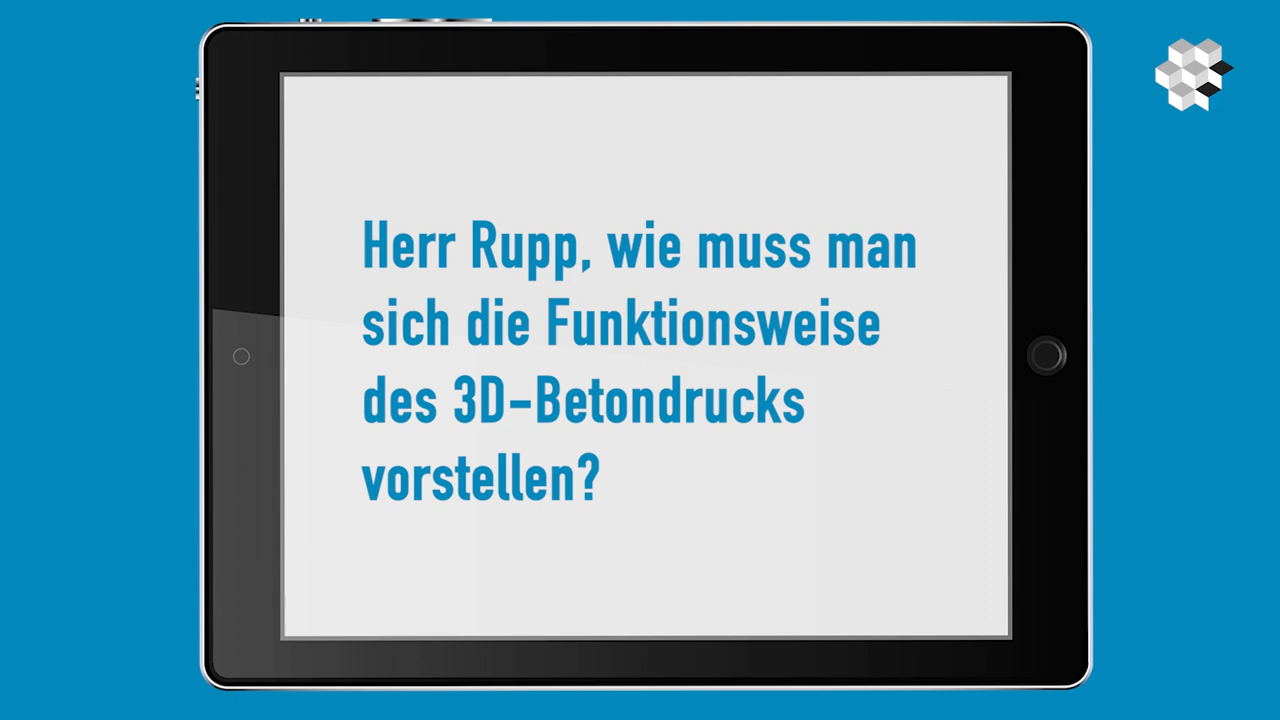 Herr Rupp, wie muss man
sich die Funktionsweise
des 3D-Betondrucks
vorstellen?